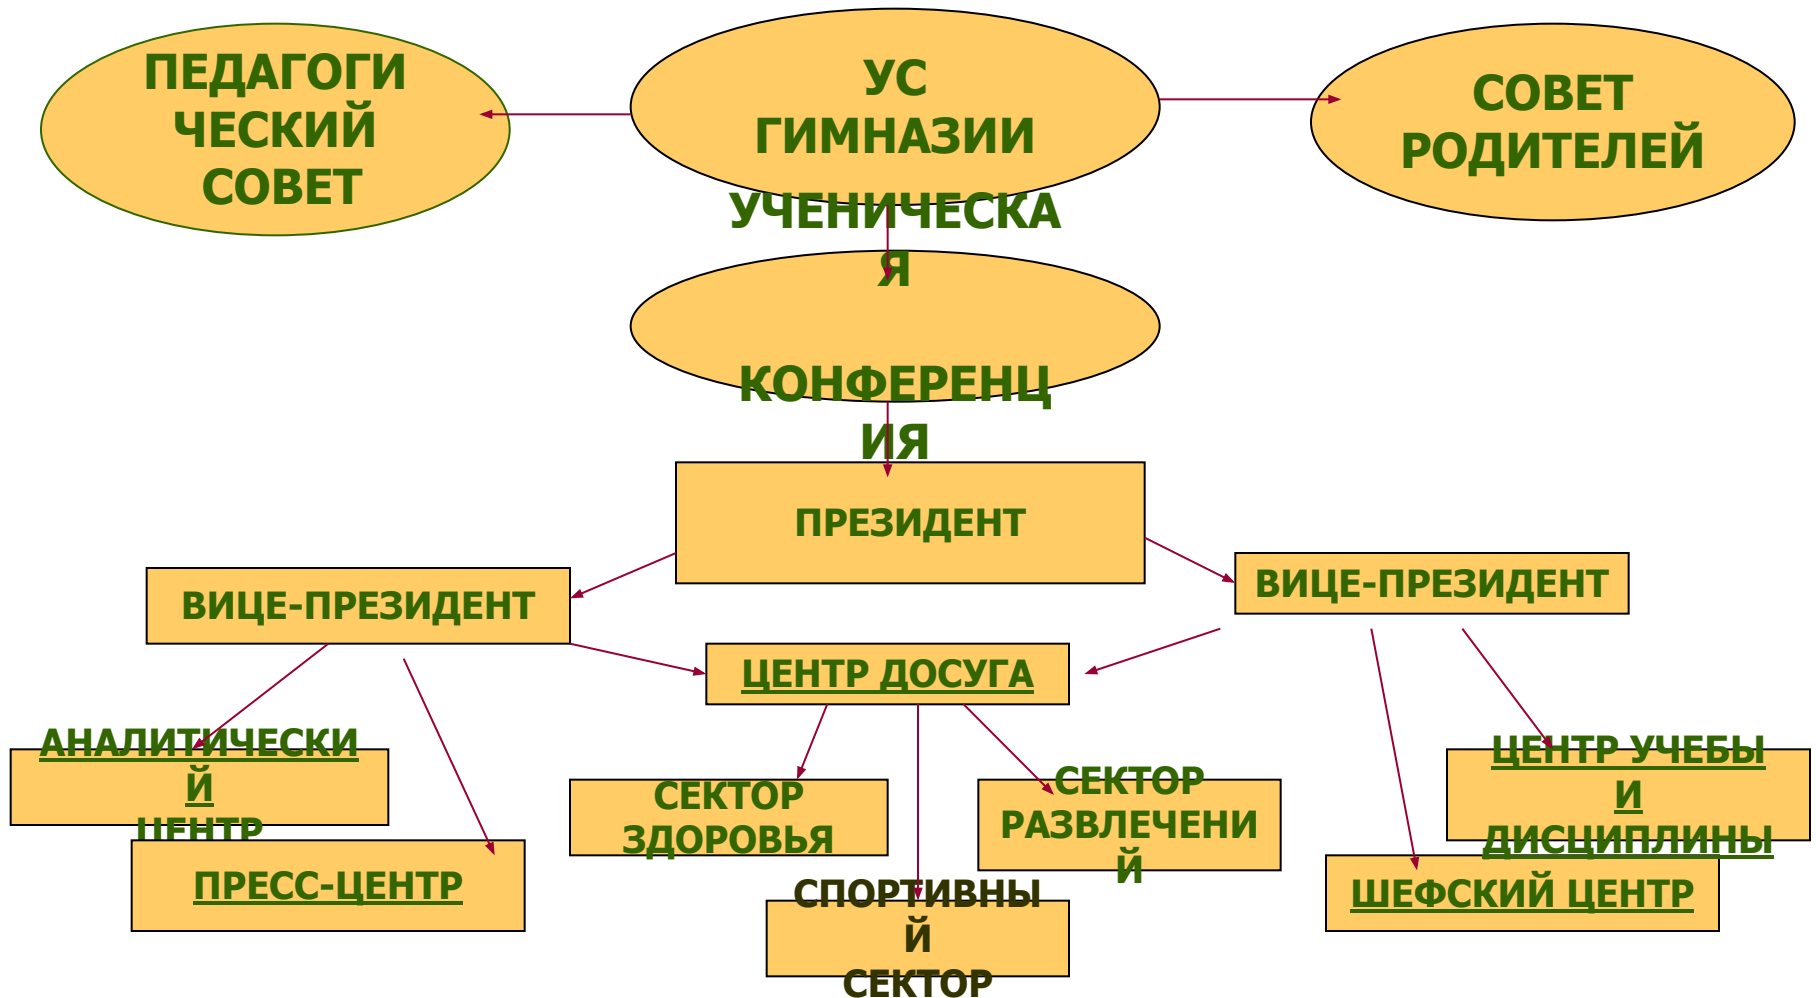 ПЕДАГОГИ
ЧЕСКИЙ
СОВЕТ
УС
ГИМНАЗИИ
СОВЕТ
РОДИТЕЛЕЙ
УЧЕНИЧЕСКА
Я
КОНФЕРЕНЦ
ИЯ
ПРЕЗИДЕНТ
ВИЦЕ-ПРЕЗИДЕНТ
ВИЦЕ-ПРЕЗИДЕНТ
ЦЕНТР ДОСУГА
АНАЛИТИЧЕСКИ
Й
ЦЕНТР
ПРЕСС-ЦЕНТР
СЕКТОР
ЗДОРОВЬЯ
СПОРТИВНЫ
Й
СЕКТОР
СЕКТОР
РАЗВЛЕЧЕНИ
Й
ЦЕНТР УЧЕБЫ
И
ДИСЦИПЛИНЫ
ШЕФСКИЙ ЦЕНТР